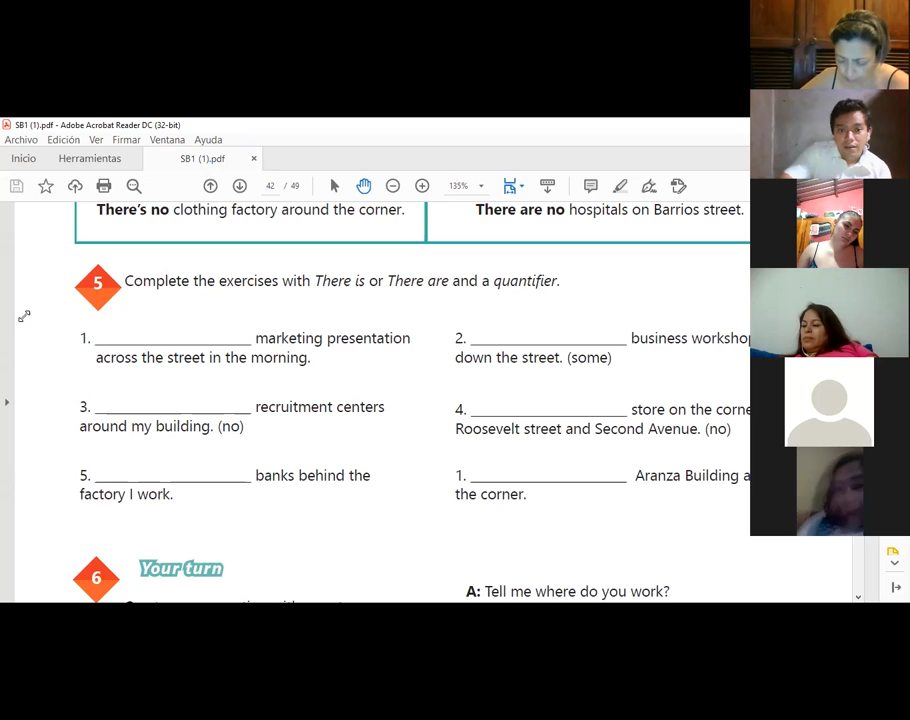 SB1 (1).pdf - Adobe Acrobat Reader DC (32-bit)
Archivo Edición Ver Firmar Ventana Ayuda
Inicio Herramientas SB1 (1).pdf ×
42 / 49 135%
There's no clothing factory around the corner.
There are no hospitals on Barrios street.
5 Complete the exercises with There is or There are and a quantifier.
1. ____________________ marketing presentation
across the street in the morning.
2. ____________________ business
down the street. (some)
3. ____________________ recruitment centers
around my building. (no)
4. ____________________ store on the
Roosevelt street and Second Avenue. (no)
5. ____________________ banks behind the
factory I work.
1. ____________________ Aranza Building
the corner.
6 Your turn
A: Tell me where do you work?